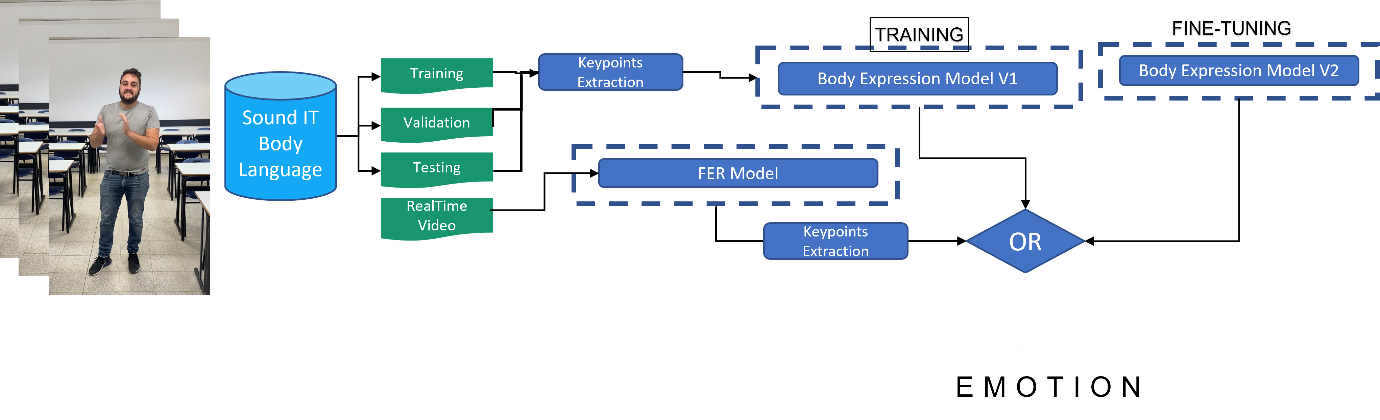 TRAINING
FINE-TUNING
Keypoints
Extraction
Body Expression Model V1
Body Expression Model V2
Training
Sound IT
Body
Language
Validation
Testing
FER Model
RealTime
Video
Keypoints
Extraction
OR
EMOTION